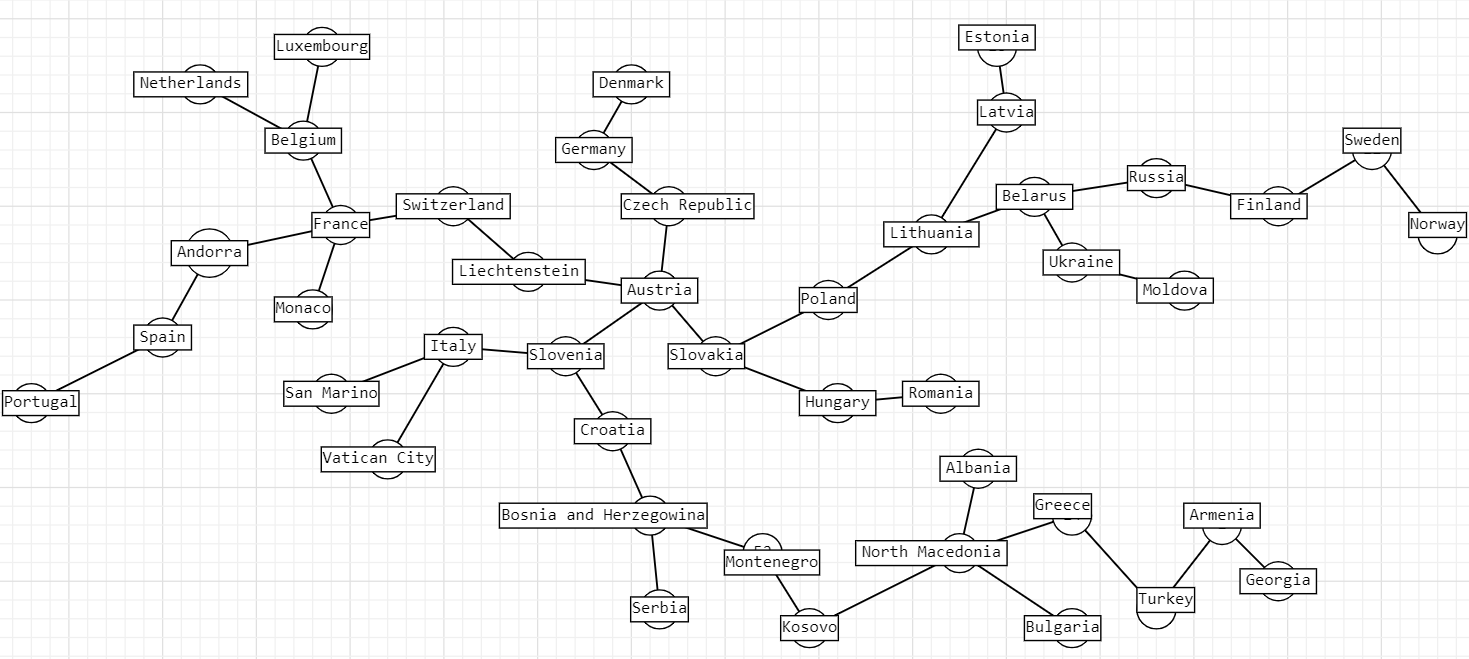 Estonia
Luxembourg
Netherlands
Denmark
Latvia
Belgium
Germany
Sweden
Russia
Belarus
Switzerland
Czech Republic
Finland
France
Norway
Lithuania
Andorra
Ukraine
Liechtenstein
Austria
Moldova
Poland
Monaco
Spain
Italy
Slovenia
Slovakia
San Marino
Romania
Portugal
Hungary
Croatia
Vatican City
Albania
Greece
Bosnia and Herzegowina
Armenia
North Macedonia
Montenegro
Georgia
Turkey
Serbia
Kosovo
Bulgaria